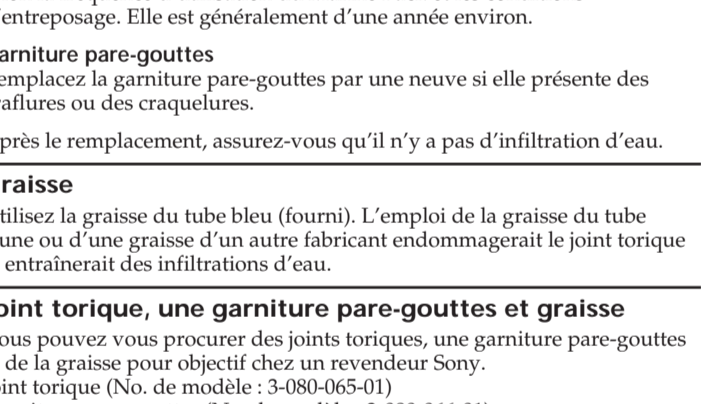 'entreposage. Elle est généralement d'une année environ.
arniture pare-gouttes
emplacez la garniture pare-gouttes par une neuve si elle présente des
aflures ou des craquelures.
près le remplacement, assurez-vous qu'il n'y a pas d'infiltration d'eau.
raisse
tilisez la graisse du tube bleu (fourni). L'emploi de la graisse du tube
une ou d'une graisse d'un autre fabricant endommagerait le joint torique
entraînerait des infiltrations d'eau.
oint torique, une garniture pare-gouttes et graisse
ous pouvez vous procurer des joints toriques, une garniture pare-gouttes
de la graisse pour objectif chez un revendeur Sony.
oint torique (No. de modèle : 3-080-065-01)